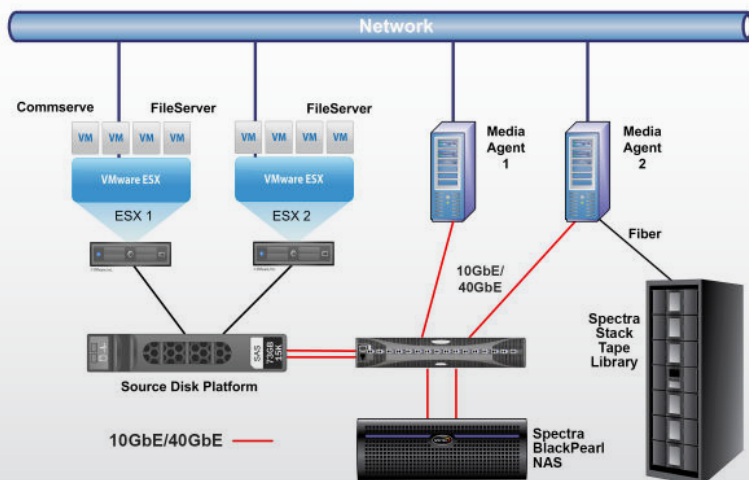 Network
Commserve
FileServer
FileServer
VM
VM
VM
VM
VM
VM
VM
VM
VMware ESX
VMware ESX
ESX 1
ESX 2
Media
Agent
1
Media
Agent
2
Fiber
10GbE/
40GbE
Spectra
Stack
Tape
Library
SAS
73GB
15K
Source Disk Platform
10GbE/40GbE
Spectra
BlackPearl
NAS